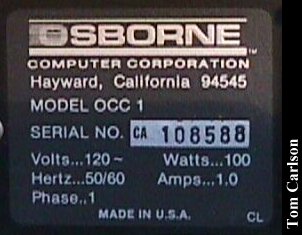 OSBORNE™
COMPUTER CORPORATION
Hayward, California 94545
MODEL OCC 1
SERIAL NO. CA 108588
Volts...120~ Watts...100
Hertz...50/60 Amps...1.0
Phase..1
MADE IN U.S.A. CL
Tom Carlson